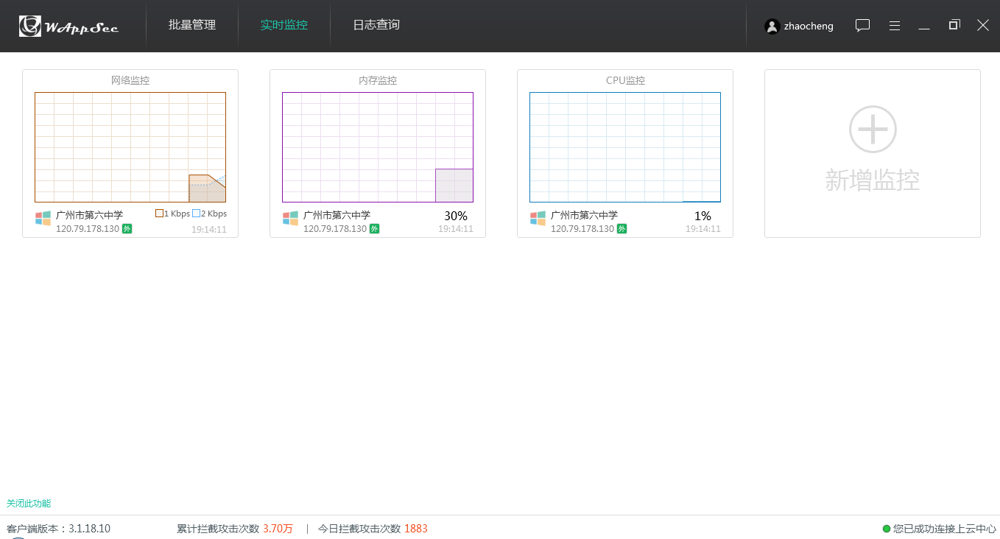 WAppSec 批量管理 实时监控 日志查询 zhaocheng
网络监控
广州市第六中学 1 Kbps 2 Kbps
120.79.178.130 外 19:14:11
内存监控
广州市第六中学 30%
120.79.178.130 外 19:14:11
CPU监控
广州市第六中学 1%
120.79.178.130 外 19:14:11
新增监控
关闭此功能
客户端版本：3.1.18.10 累计拦截攻击次数 3.70万 | 今日拦截攻击次数 1883 您已成功连接上云中心